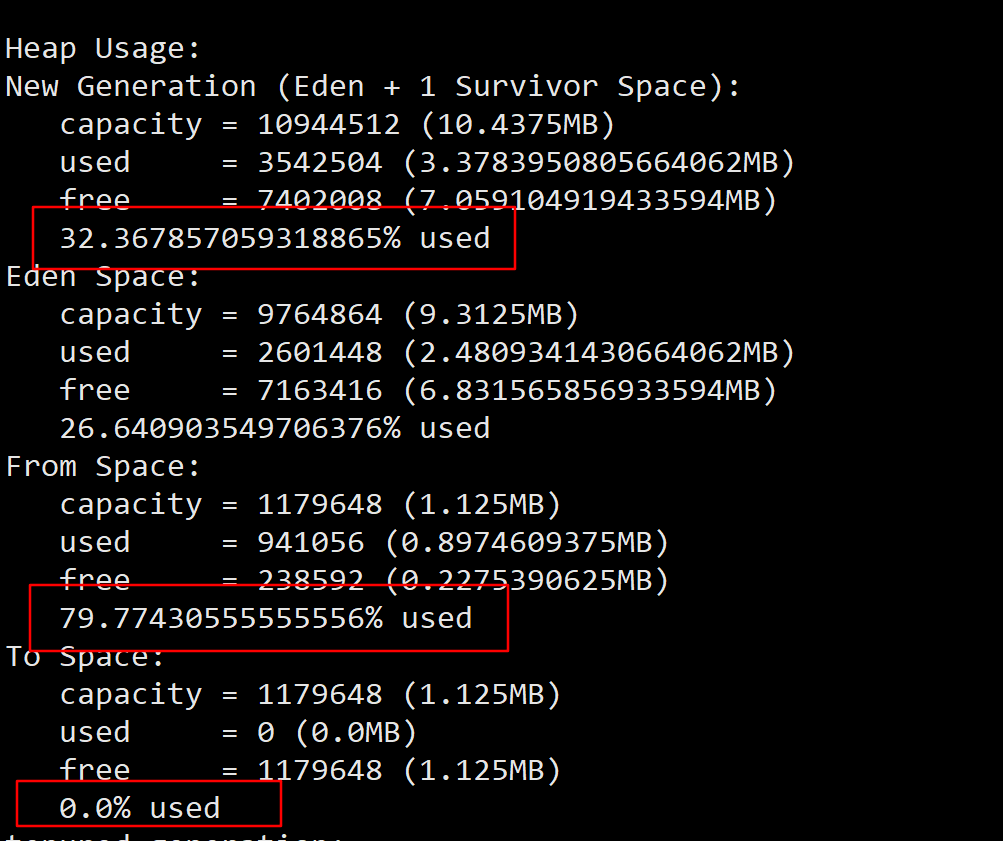 Heap Usage:
New Generation (Eden + 1 Survivor Space):
   capacity = 10944512 (10.4375MB)
   used     = 3542504 (3.3783950805664062MB)
   free     = 7402008 (7.059104919433594MB)
   32.367857059318865% used
Eden Space:
   capacity = 9764864 (9.3125MB)
   used     = 2601448 (2.4809341430664062MB)
   free     = 7163416 (6.831565856933594MB)
   26.640903549706376% used
From Space:
   capacity = 1179648 (1.125MB)
   used     = 941056 (0.8974609375MB)
   free     = 238592 (0.2275390625MB)
   79.77430555555556% used
To Space:
   capacity = 1179648 (1.125MB)
   used     = 0 (0.0MB)
   free     = 1179648 (1.125MB)
   0.0% used
tenured generation: